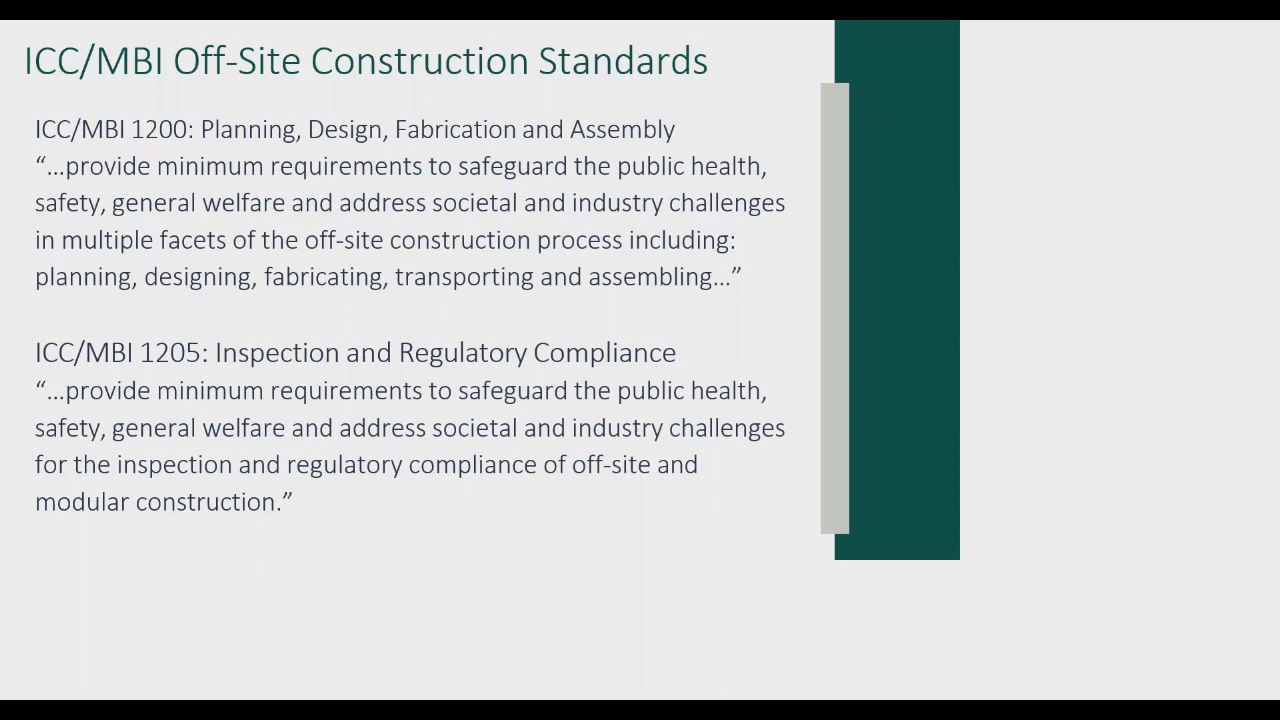 ICC/MBI Off-Site Construction Standards
ICC/MBI 1200: Planning, Design, Fabrication and Assembly
“…provide minimum requirements to safeguard the public health,
safety, general welfare and address societal and industry challenges
in multiple facets of the off-site construction process including:
planning, designing, fabricating, transporting and assembling…”
ICC/MBI 1205: Inspection and Regulatory Compliance
“…provide minimum requirements to safeguard the public health,
safety, general welfare and address societal and industry challenges
for the inspection and regulatory compliance of off-site and
modular construction.”